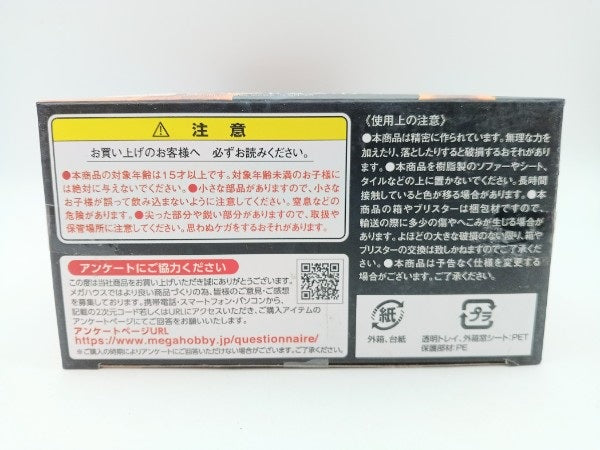 ⚠ 注意
お買い上げのお客様へ 必ずお読みください。
●本商品の対象年齢は15才以上です。対象年齢未満のお子様に
は絶対に与えないでください。●小さな部品がありますので、小さな
お子様が誤って飲み込まないように注意してください。窒息などの
危険があります。●尖った部分や鋭い部分がありますので、取扱や
保管場所に注意してください。思わぬケガをするおそれがあります。
アンケートにご協力ください
この度は当社商品をお買上げいただき誠にありがとうございます。
メガハウスではより良い商品づくりの為、皆様のご意見・ご感想
を募集しております。携帯電話・スマートフォン・パソコンから、
記載の2次元コード若しくはURLにアクセスいただき、ご購入アイテムの
アンケートページにてご回答をお願いいたします。
アンケートページURL
https://www.megahobby.jp/questionnaire/
※ご購入の時期によりアンケートにご回答いただけない場合がございます。ご了承ください。
《使用上の注意》
●本商品は精密に作られています。無理な力を
加えたり、落としたりすると破損するおそれがあり
ます。●本商品を樹脂製のソファーやシート、
タイルなどの上に置かないでください。長時間
接触していると色が移る場合があります。●本
商品の箱やブリスターは梱包材ですので、
輸送の際に多少の傷やへこみが生じる場合が
あります。よほどの大きな破損のない限り、箱や
ブリスターの交換は致しかねますのでご了承く
ださい。●本商品は予告なく仕様を変更する
場合がございます。ご了承ください。
紙
外箱、台紙
プラ
透明トレイ、外箱窓シート:PET
保護部材:PE